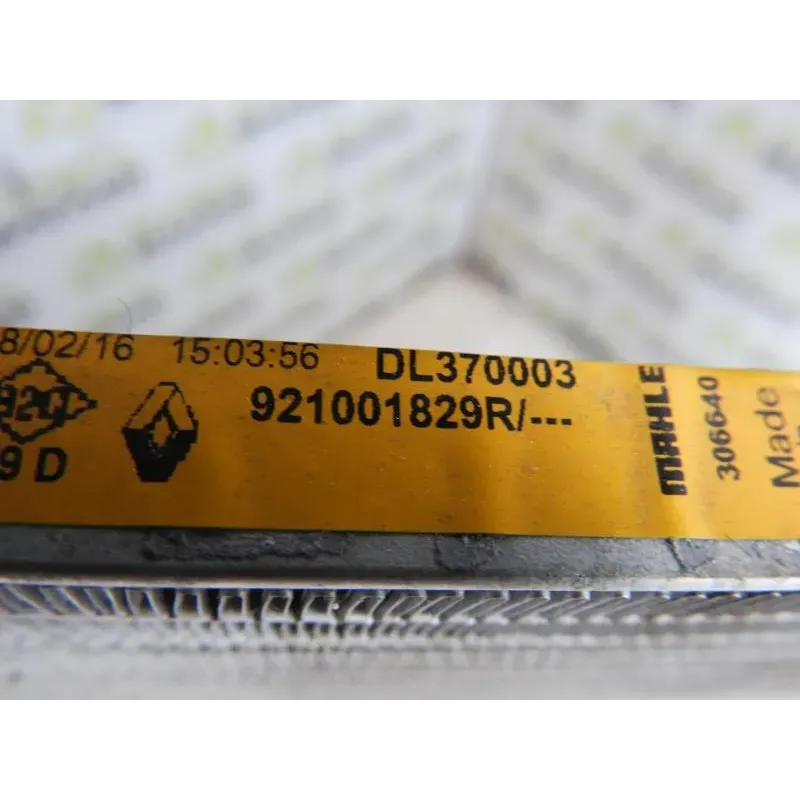 8/02/16 15:03:56 DL370003
921001829R/---
9 D
MAHLE
306640
Made